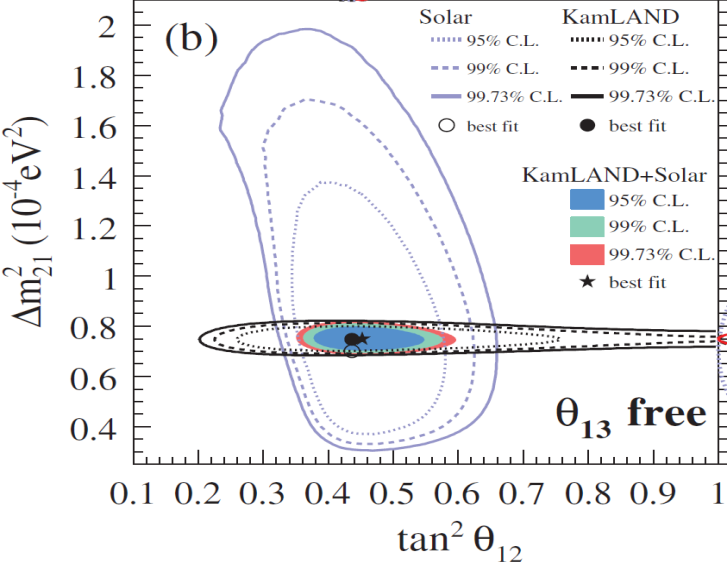 (b)
Solar KamLAND
95% C.L. 95% C.L.
99% C.L. 99% C.L.
99.73% C.L. 99.73% C.L.
best fit best fit
KamLAND+Solar
95% C.L.
99% C.L.
99.73% C.L.
best fit
θ13 free
2
1.8
1.6
1.4
1.2
1
0.8
0.6
0.4
Δm²21 (10⁻⁴eV²)
0.1 0.2 0.3 0.4 0.5 0.6 0.7 0.8 0.9 1
tan² θ12